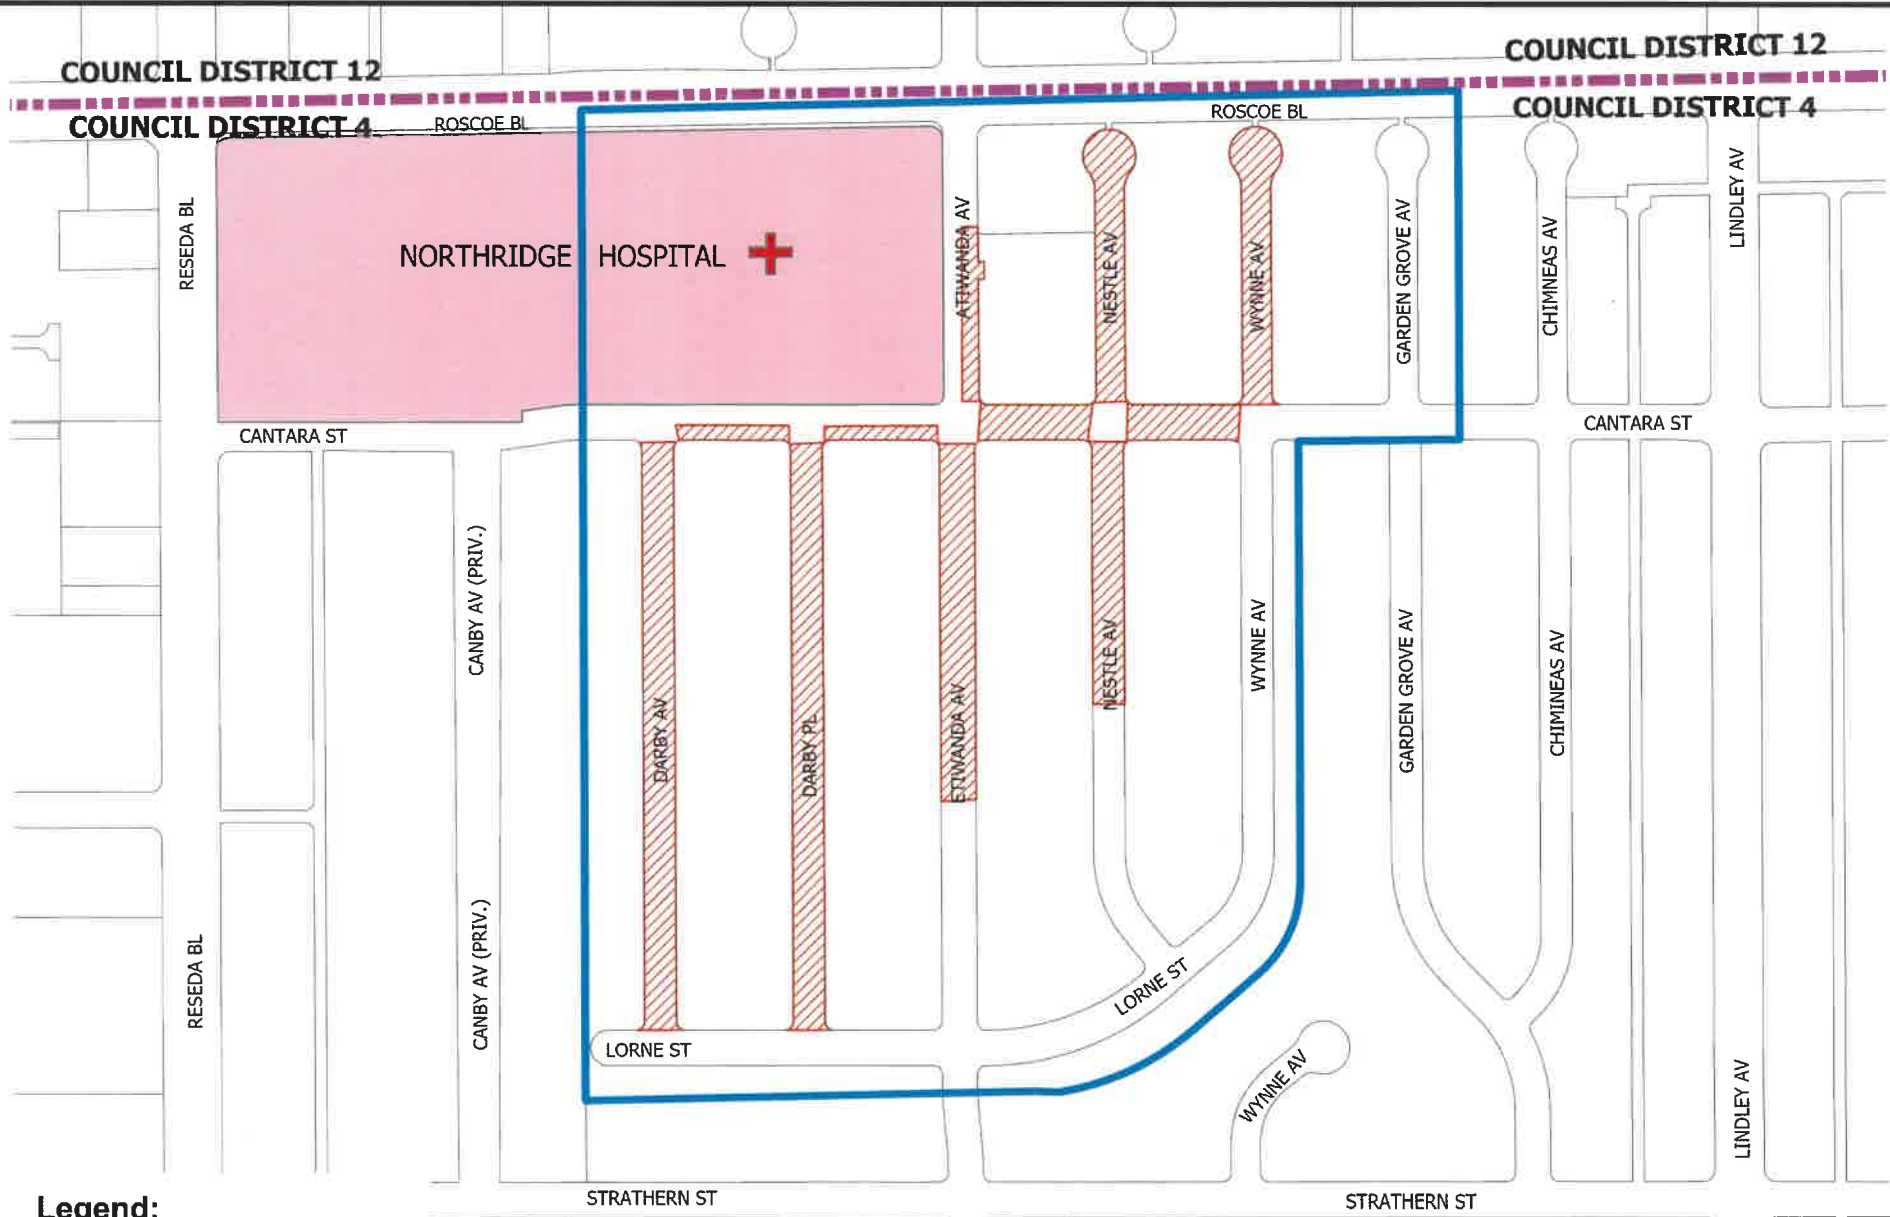 COUNCIL DISTRICT 12
COUNCIL DISTRICT 12
COUNCIL DISTRICT 4
COUNCIL DISTRICT 4
ROSCOE BL
ROSCOE BL
RESEDA BL
NORTHRIDGE HOSPITAL
ATIWANDA AV
NESTLE AV
WYNNE AV
GARDEN GROVE AV
CHIMNEAS AV
LINDLEY AV
CANTARA ST
CANTARA ST
CANBY AV (PRIV.)
DARBY AV
DARBY PL
ETIWANDA AV
NESTLE AV
WYNNE AV
GARDEN GROVE AV
CHIMINEAS AV
RESEDA BL
CANBY AV (PRIV.)
LORNE ST
LORNE ST
WYNNE AV
LINDLEY AV
STRATHERN ST
STRATHERN ST
Legend: